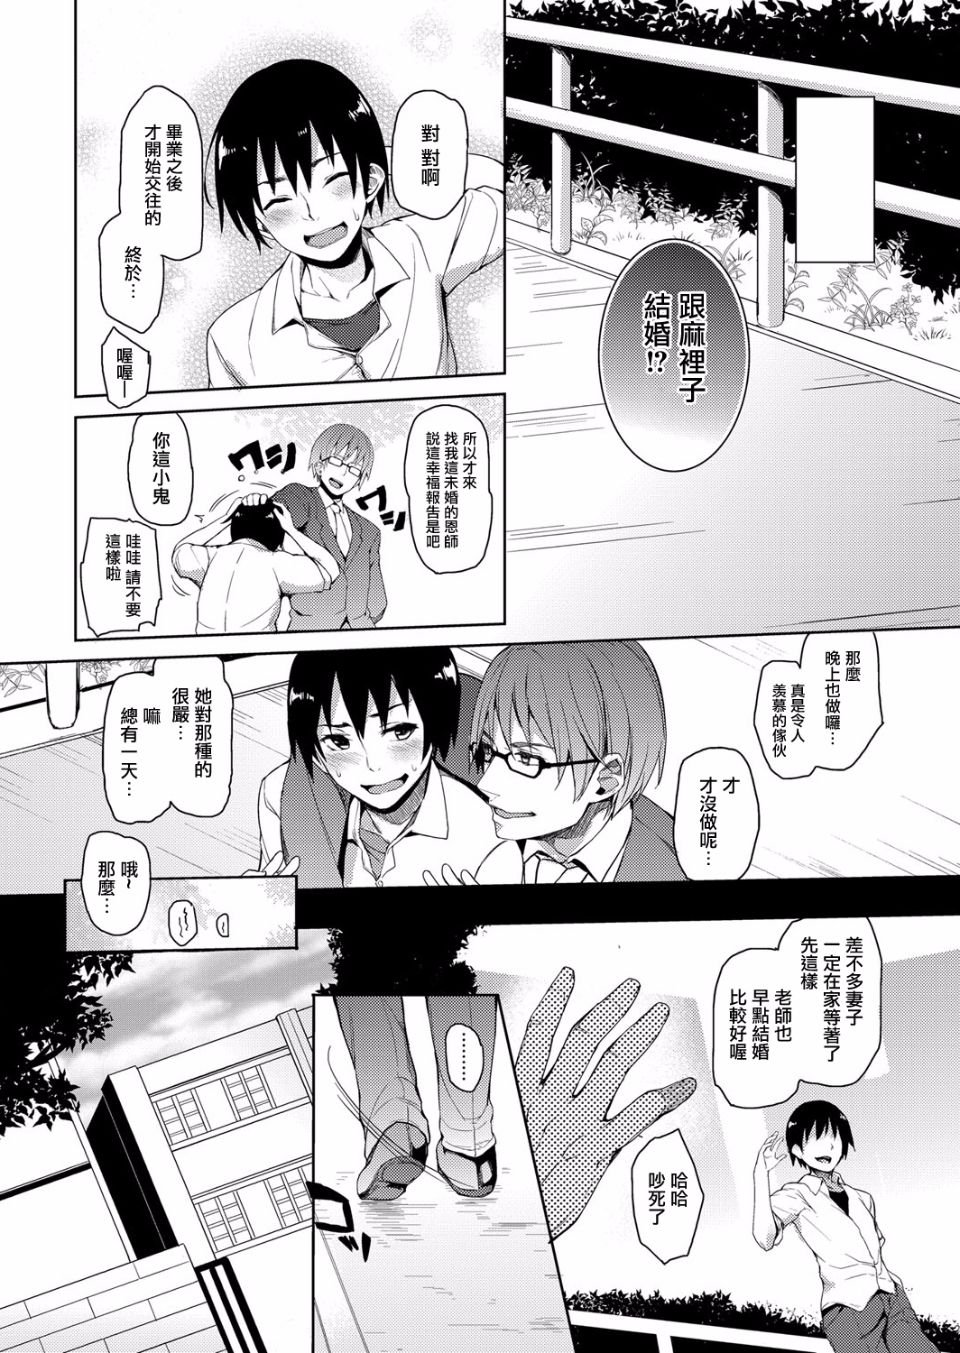 跟麻裡子
結婚!?
對 對啊
畢業之後
才開始交往的
終於…
喔喔—
所以才來
找我這未婚的恩師
說這幸福報告是吧
ワシ
ワシ
你這小鬼
哇哇 請不要
這樣啦
那麼
晚上也做囉…
真是令人
羨慕的傢伙
才
才沒做呢…
她對那種的
很嚴…
嘛
總有一天…
哦~
那麼…
差不多妻子
一定在家等著了
先這樣
老師也
早點結婚
比較好喔
哈哈
吵死了
………